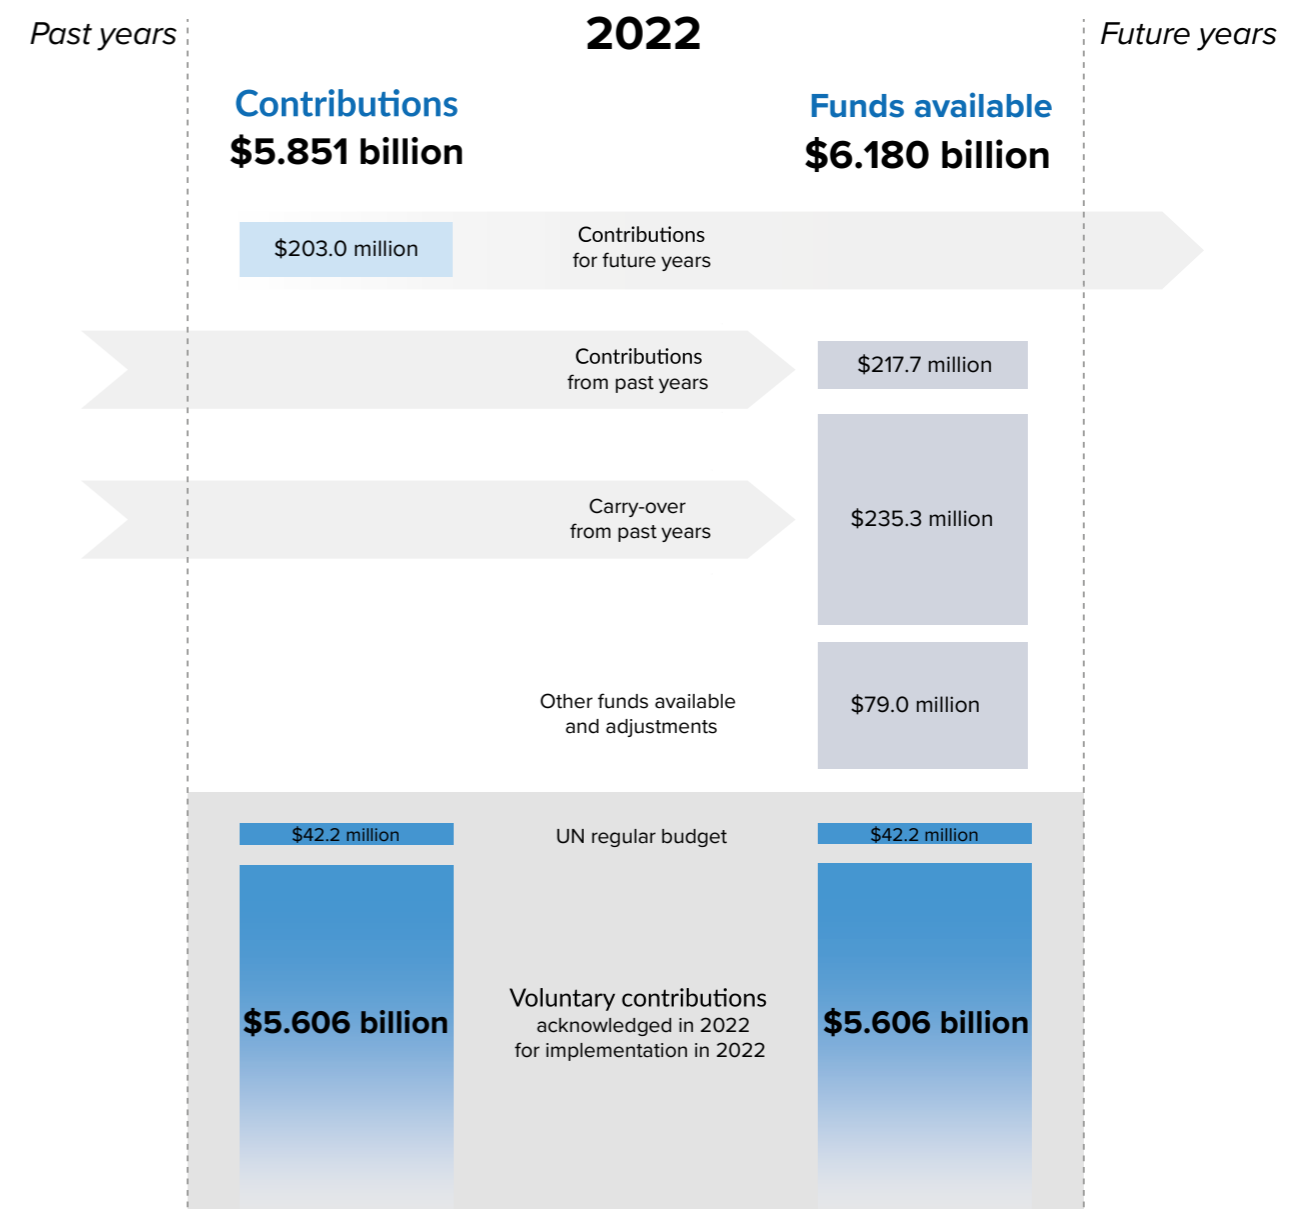 Past years
2022
Future years
Contributions
$5.851 billion
Funds available
$6.180 billion
$203.0 million
Contributions
for future years
Contributions
from past years
$217.7 million
Carry-over
from past years
$235.3 million
Other funds available
and adjustments
$79.0 million
$42.2 million
UN regular budget
$42.2 million
$5.606 billion
Voluntary contributions
acknowledged in 2022
for implementation in 2022
$5.606 billion